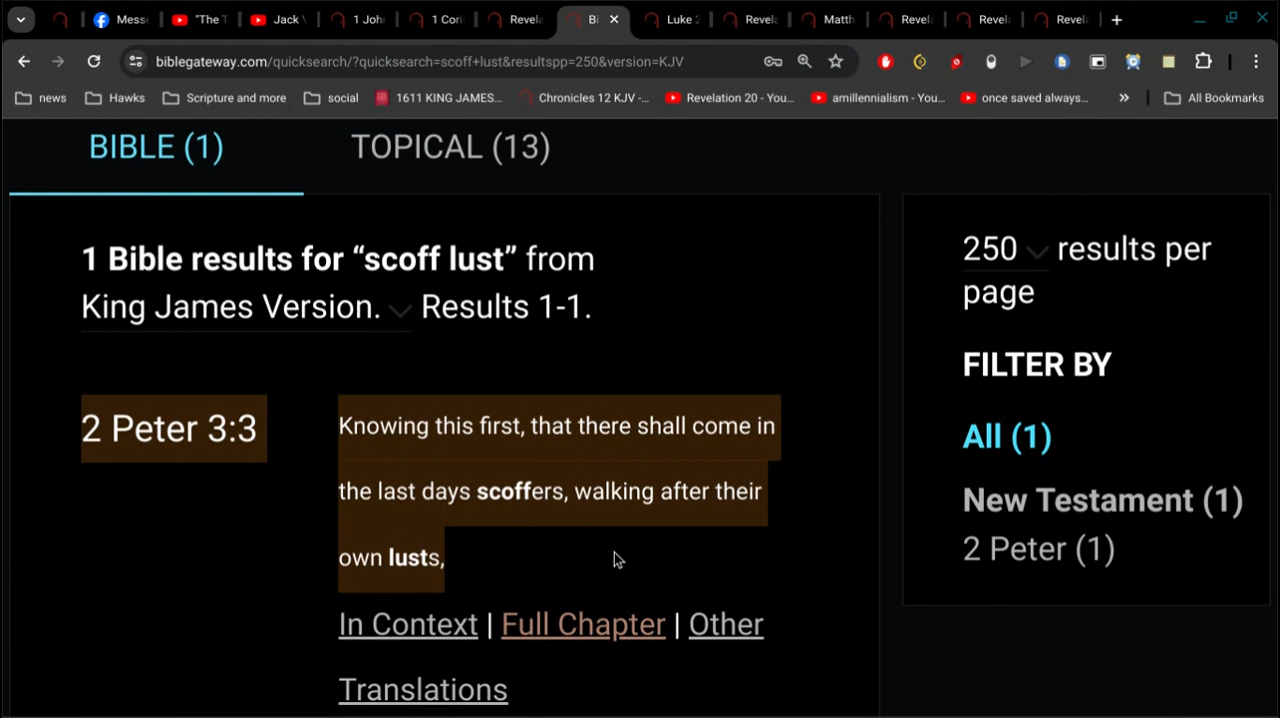 Messe
"The T
Jack V
1 Joh
1 Cori
Revela
Bi
Luke 2
Revela
Matth
Revel
Revela
Revel
biblegateway.com/quicksearch/?quicksearch=scoff+lust&resultspp=250&version=KJV
news
Hawks
Scripture and more
social
1611 KING JAMES...
Chronicles 12 KJV -...
Revelation 20 - You...
amillennialism - You...
once saved always...
All Bookmarks
BIBLE (1)
TOPICAL (13)
1 Bible results for “scoff lust” from
King James Version. Results 1-1.
2 Peter 3:3
Knowing this first, that there shall come in
the last days scoffers, walking after their
own lusts,
In Context | Full Chapter | Other
Translations
250 results per
page
FILTER BY
All (1)
New Testament (1)
2 Peter (1)